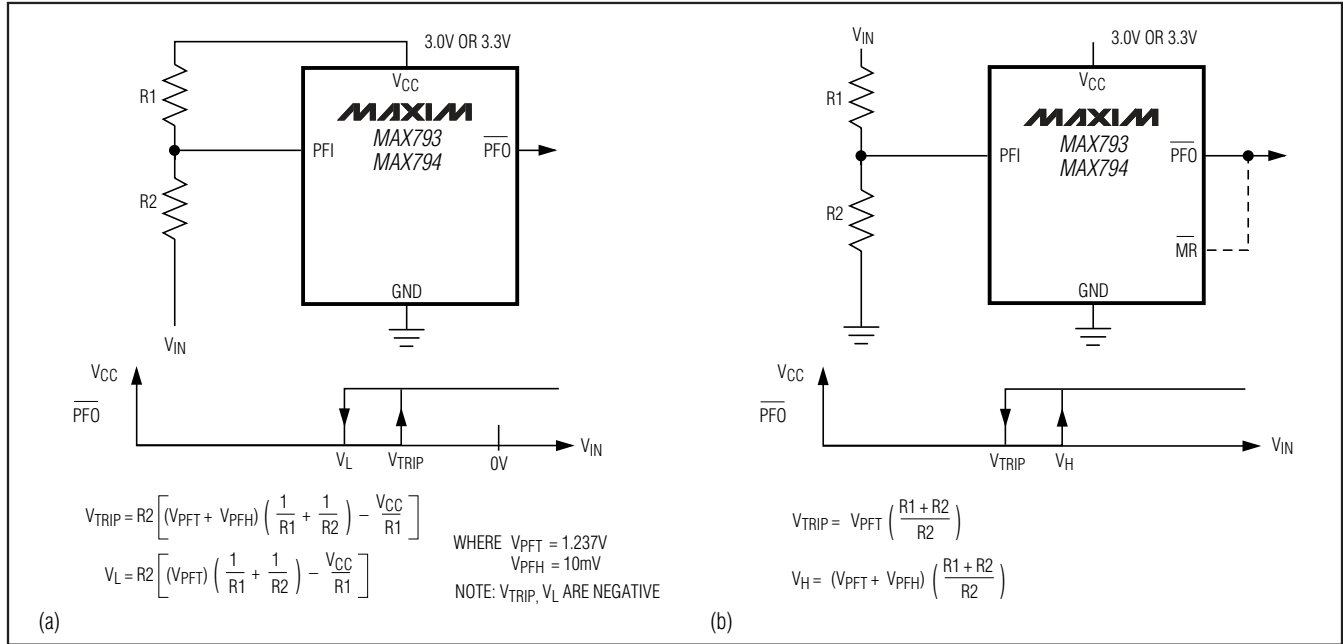 3.0V OR 3.3V
R1
VCC
MAXIM
MAX793
MAX794
PFI
PFO
R2
GND
VIN
VCC
PFO
VL
VTRIP
0V
VIN
VTRIP = R2 [ (VPFT + VPFH) ( 1/R1 + 1/R2 ) – VCC/R1 ]
VL = R2 [ (VPFT) ( 1/R1 + 1/R2 ) – VCC/R1 ]
WHERE VPFT = 1.237V
VPFH = 10mV
NOTE: VTRIP, VL ARE NEGATIVE
(a)
VIN
3.0V OR 3.3V
R1
VCC
MAXIM
MAX793
MAX794
PFI
PFO
R2
MR
GND
VCC
PFO
VTRIP
VH
VIN
VTRIP = VPFT ( R1 + R2 / R2 )
VH = (VPFT + VPFH) ( R1 + R2 / R2 )
(b)